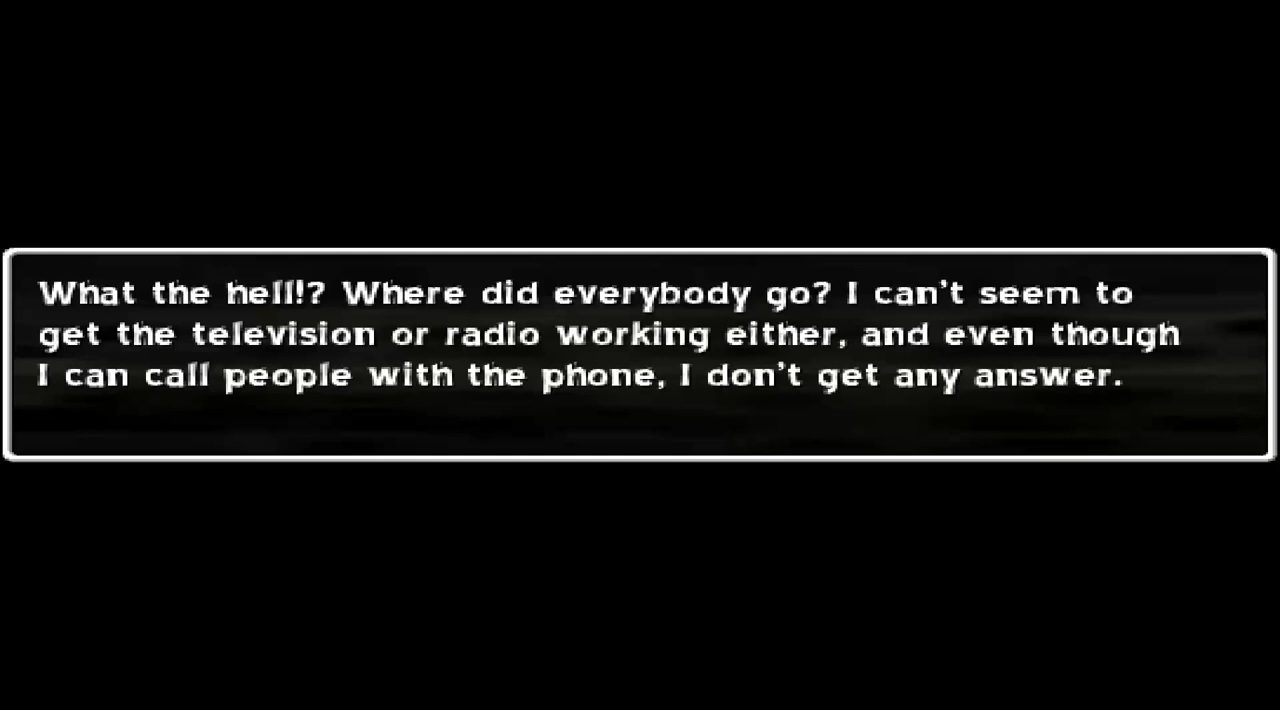 What the hell!? Where did everybody go? I can't seem to
get the television or radio working either, and even though
I can call people with the phone, I don't get any answer.